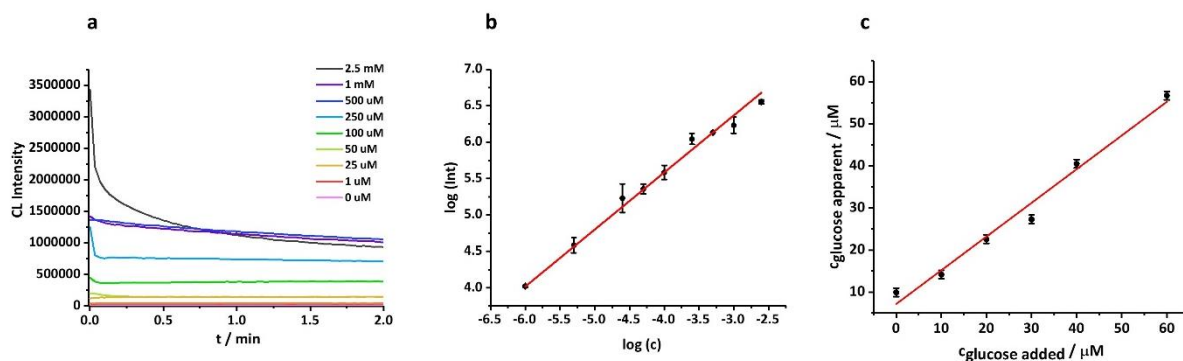 a
CL Intensity
3500000
3000000
2500000
2000000
1500000
1000000
500000
0
0.0 0.5 1.0 1.5 2.0
t / min
2.5 mM
1 mM
500 uM
250 uM
100 uM
50 uM
25 uM
1 uM
0 uM
b
log (Int)
7.0
6.5
6.0
5.5
5.0
4.5
4.0
-6.5 -6.0 -5.5 -5.0 -4.5 -4.0 -3.5 -3.0 -2.5
log (c)
c
cglucose apparent / μM
60
50
40
30
20
10
0 10 20 30 40 50 60
cglucose added / μM